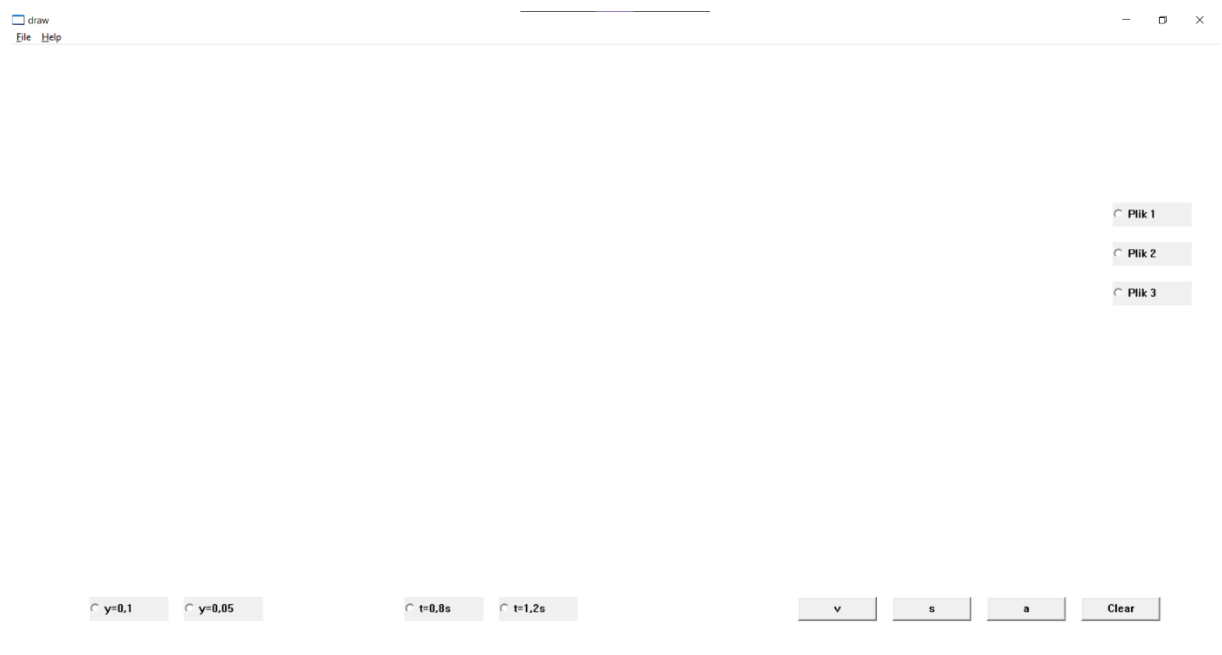 draw
File Help
Plik 1
Plik 2
Plik 3
y=0,1 y=0,05 t=0,8s t=1,2s v s a Clear